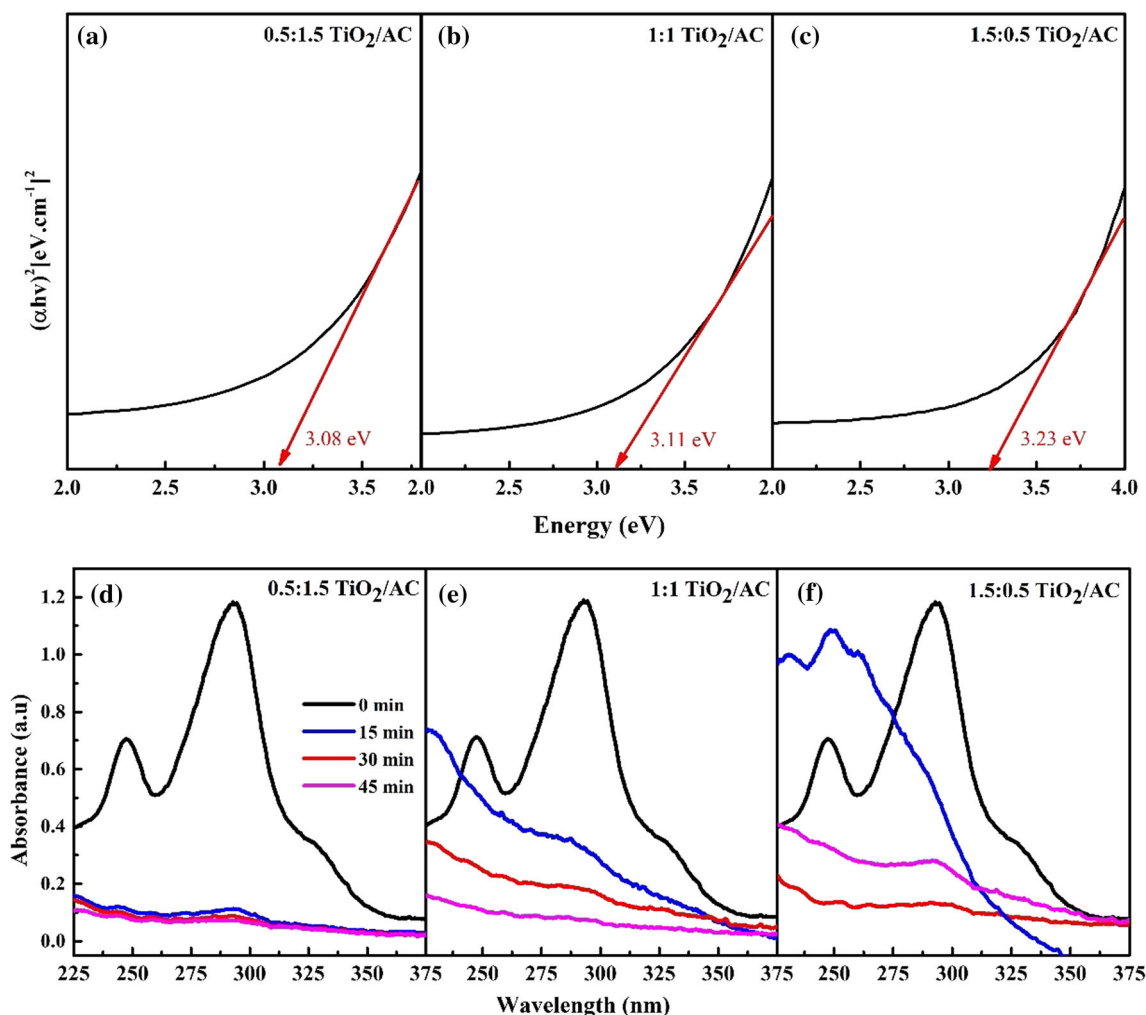 (a) 0.5:1.5 TiO₂/AC (b) 1:1 TiO₂/AC (c) 1.5:0.5 TiO₂/AC
(αhν)²[eV.cm⁻¹]²
3.08 eV 3.11 eV 3.23 eV
2.0 2.5 3.0 3.5 2.0 2.5 3.0 3.5 2.0 2.5 3.0 3.5 4.0
Energy (eV)
(d) 0.5:1.5 TiO₂/AC (e) 1:1 TiO₂/AC (f) 1.5:0.5 TiO₂/AC
Absorbance (a.u)
1.2
1.0
0.8
0.6
0.4
0.2
0.0
0 min
15 min
30 min
45 min
225 250 275 300 325 350 375 250 275 300 325 350 375 250 275 300 325 350 375
Wavelength (nm)